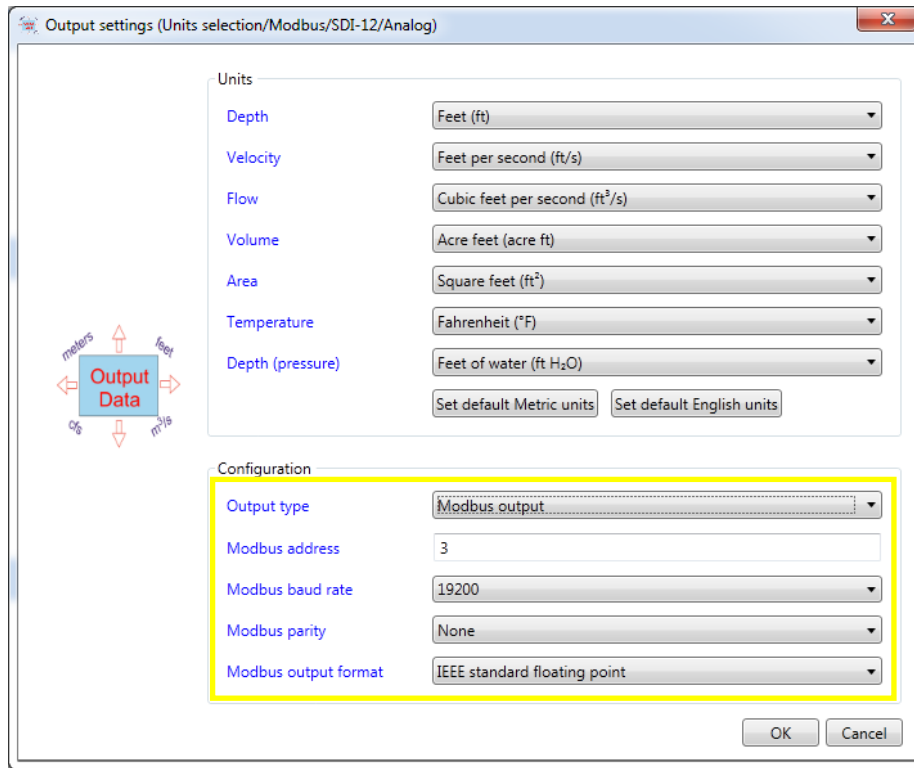 Output settings (Units selection/Modbus/SDI-12/Analog)
Units
Depth Feet (ft)
Velocity Feet per second (ft/s)
Flow Cubic feet per second (ft³/s)
Volume Acre feet (acre ft)
Area Square feet (ft²)
Temperature Fahrenheit (°F)
Depth (pressure) Feet of water (ft H₂O)
Set default Metric units Set default English units
meters feet
Output
Data
cfs m³/s
Configuration
Output type Modbus output
Modbus address 3
Modbus baud rate 19200
Modbus parity None
Modbus output format IEEE standard floating point
OK Cancel